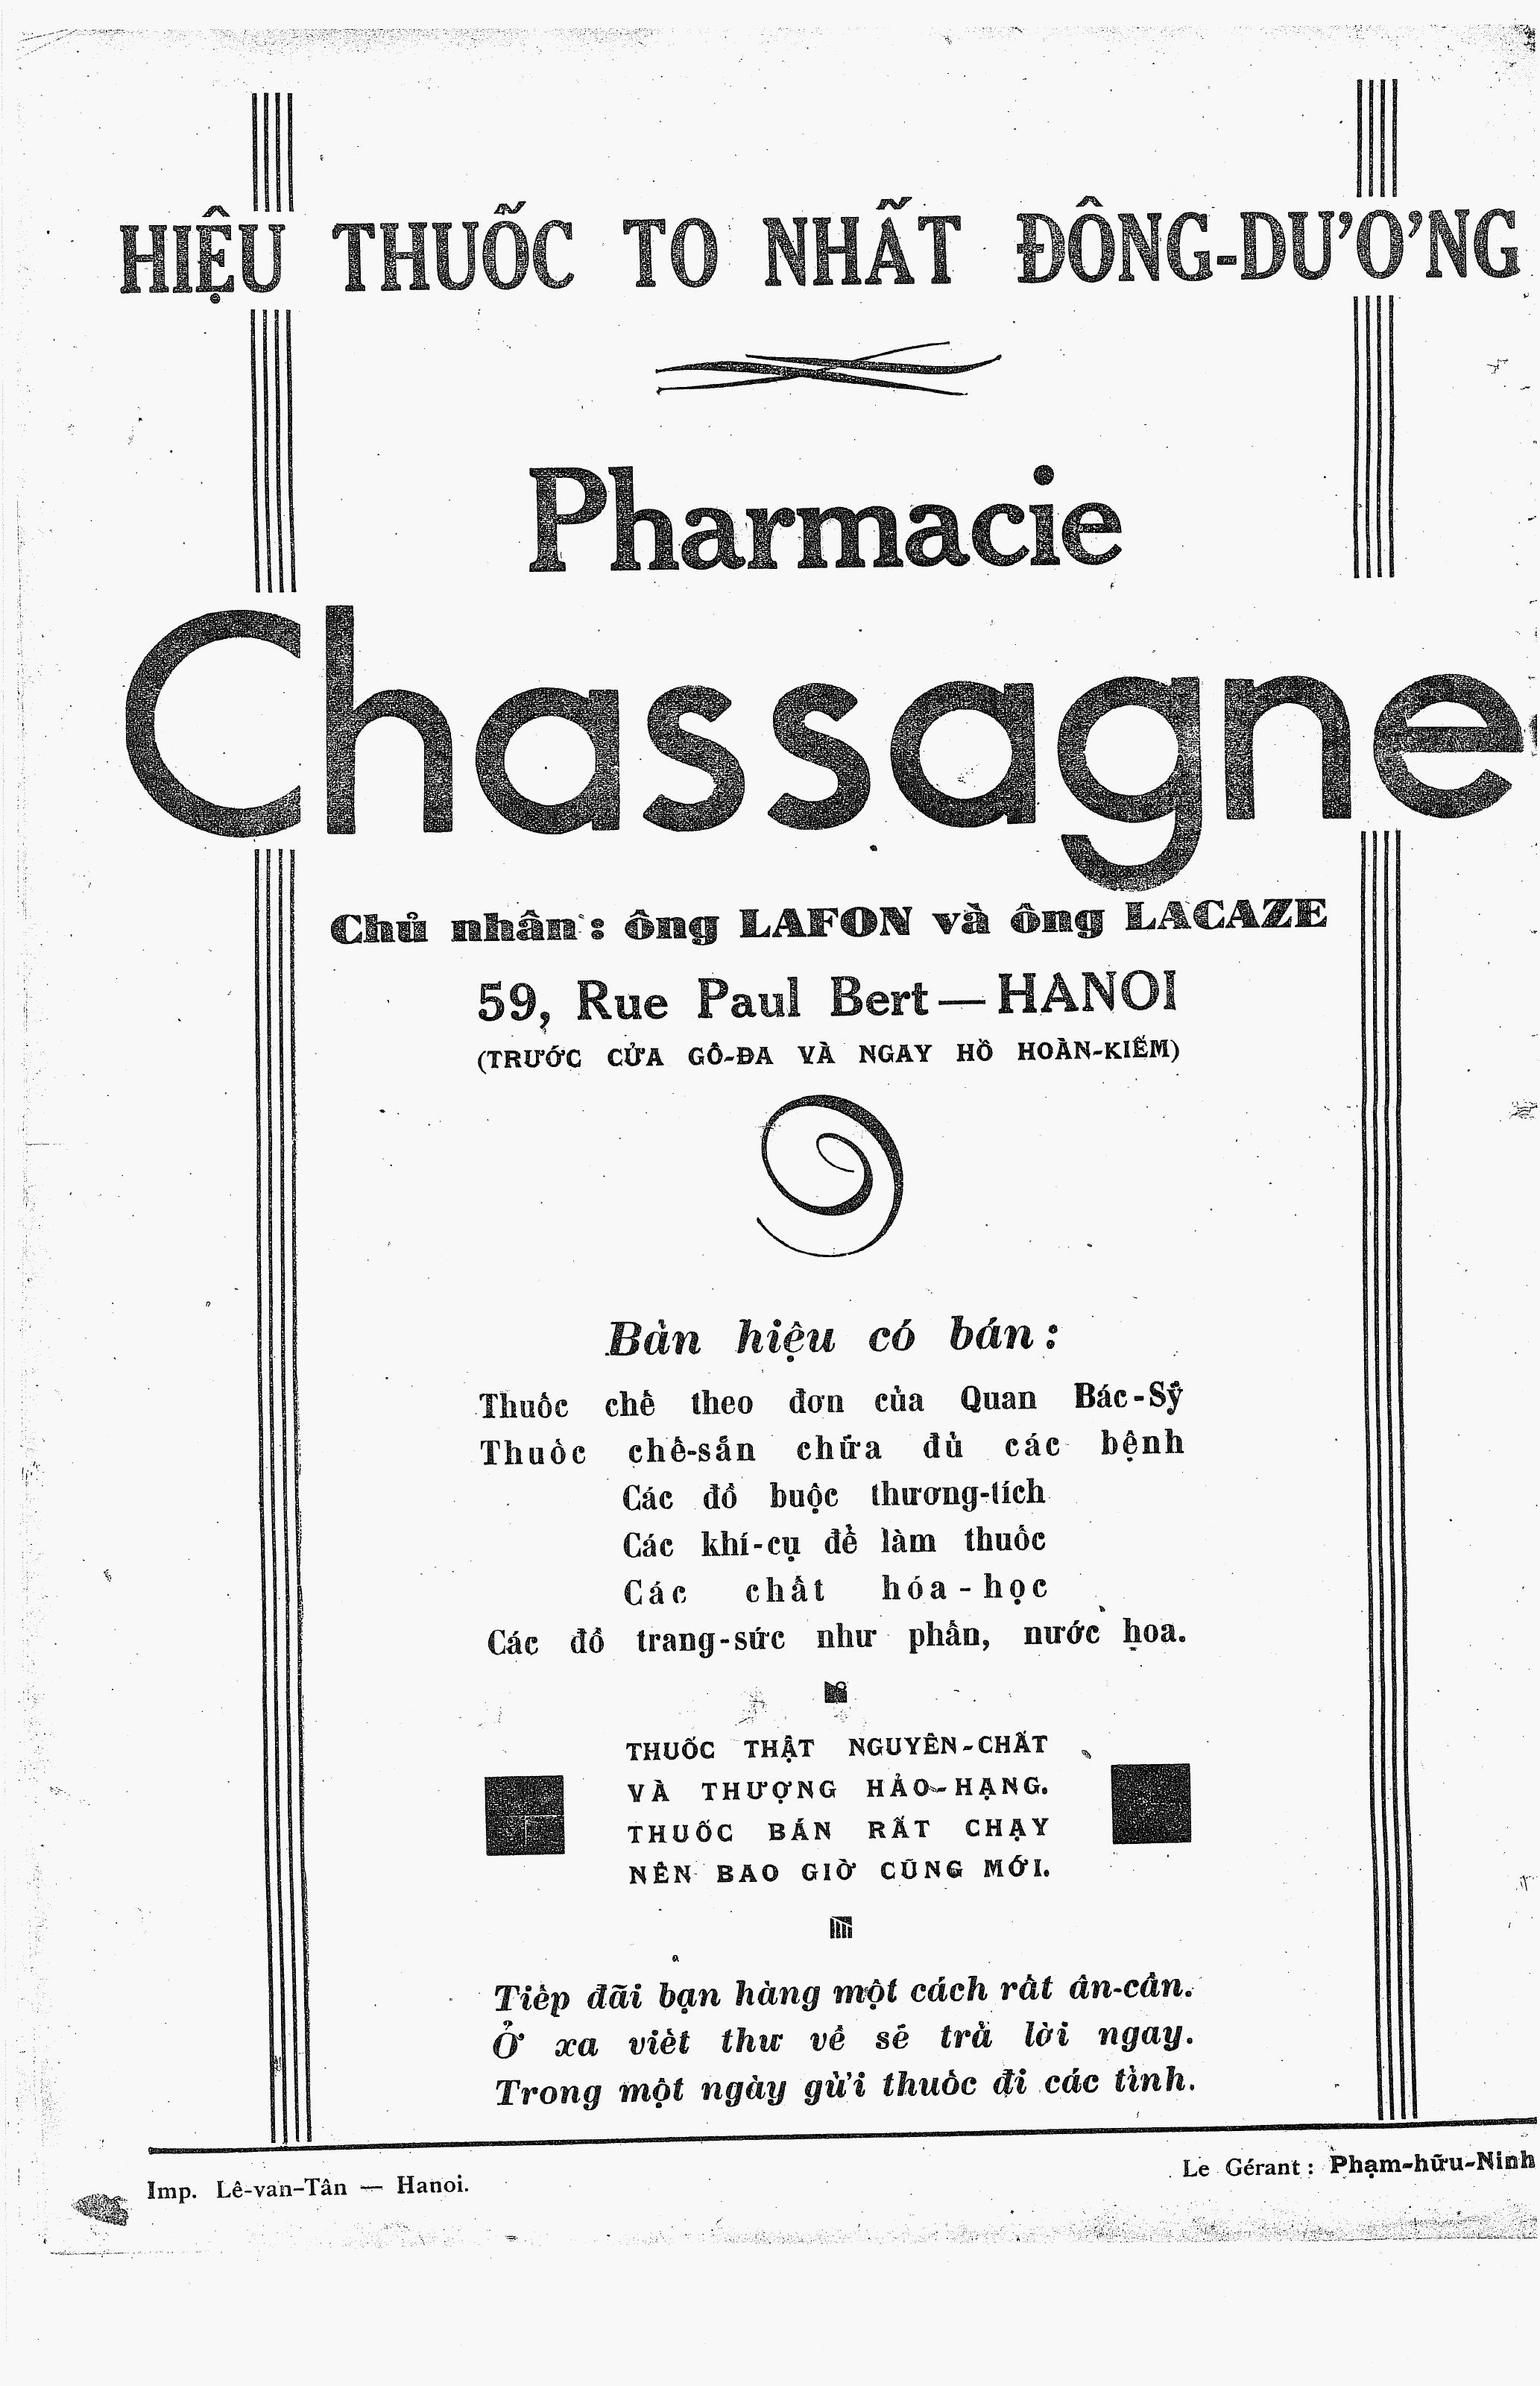 HIỆU THUỐC TO NHẤT ĐÔNG-DƯƠNG
Pharmacie
Chassagne
Chủ nhân : ông LAFON và ông LACAZE
59, Rue Paul Bert — HANOI
(TRƯỚC CỬA GÔ-ĐA VÀ NGAY HỒ HOÀN-KIẾM)
Bản hiệu có bán :
Thuốc chế theo đơn của Quan Bác-Sỹ
Thuốc chế-sẵn chứa đủ các bệnh
Các đồ buộc thương-tích
Các khí-cụ để làm thuốc
Các chất hóa-học
Các đồ trang-sức như phấn, nước họa.
THUỐC THẬT NGUYÊN-CHẤT
VÀ THƯỢNG HẢO-HẠNG.
THUỐC BÁN RẤT CHẠY
NÊN BAO GIỜ CŨNG MỚI.
Tiếp đãi bạn hàng một cách rất ân-cần.
Ở xa viết thư về sẽ trả lời ngay.
Trong một ngày gửi thuốc đi các tỉnh.
Imp. Lê-van-Tân — Hanoi.
Le Gérant : Phạm-hữu-Ninh